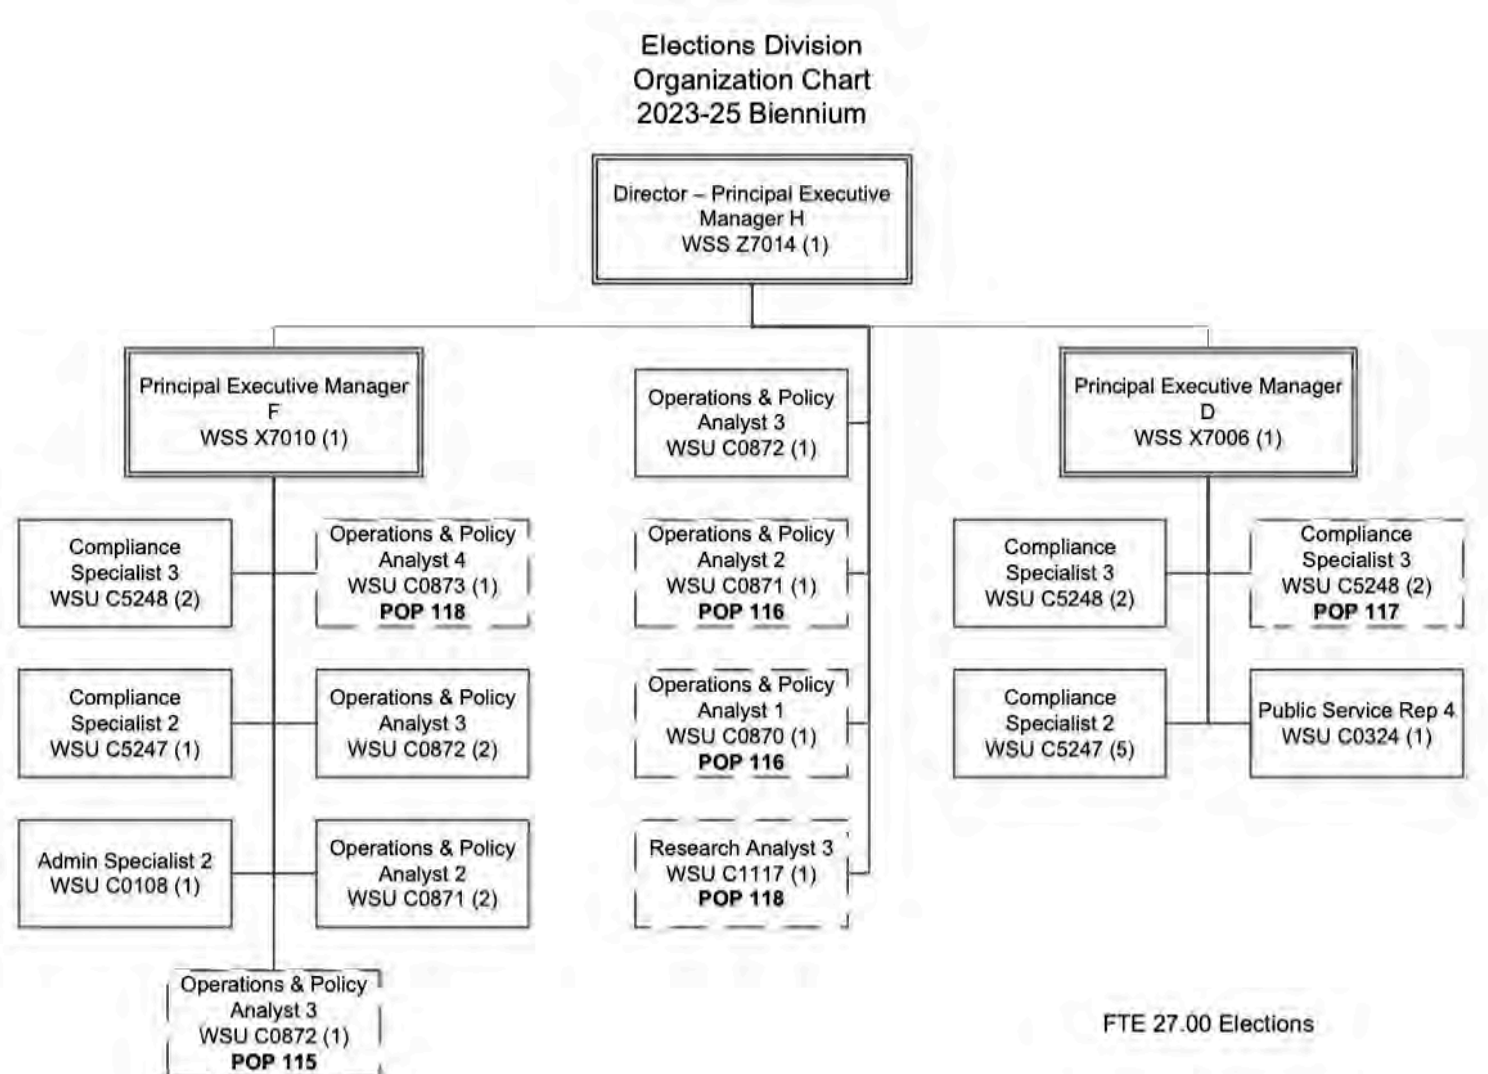 Elections Division
Organization Chart
2023-25 Biennium
Director – Principal Executive
Manager H
WSS Z7014 (1)
Principal Executive Manager
F
WSS X7010 (1)
Compliance
Specialist 3
WSU C5248 (2)
Operations & Policy
Analyst 4
WSU C0873 (1)
POP 118
Compliance
Specialist 2
WSU C5247 (1)
Operations & Policy
Analyst 3
WSU C0872 (2)
Admin Specialist 2
WSU C0108 (1)
Operations & Policy
Analyst 2
WSU C0871 (2)
Operations & Policy
Analyst 3
WSU C0872 (1)
POP 115
Operations & Policy
Analyst 3
WSU C0872 (1)
Operations & Policy
Analyst 2
WSU C0871 (1)
POP 116
Operations & Policy
Analyst 1
WSU C0870 (1)
POP 116
Research Analyst 3
WSU C1117 (1)
POP 118
Principal Executive Manager
D
WSS X7006 (1)
Compliance
Specialist 3
WSU C5248 (2)
Compliance
Specialist 3
WSU C5248 (2)
POP 117
Compliance
Specialist 2
WSU C5247 (5)
Public Service Rep 4
WSU C0324 (1)
FTE 27.00 Elections